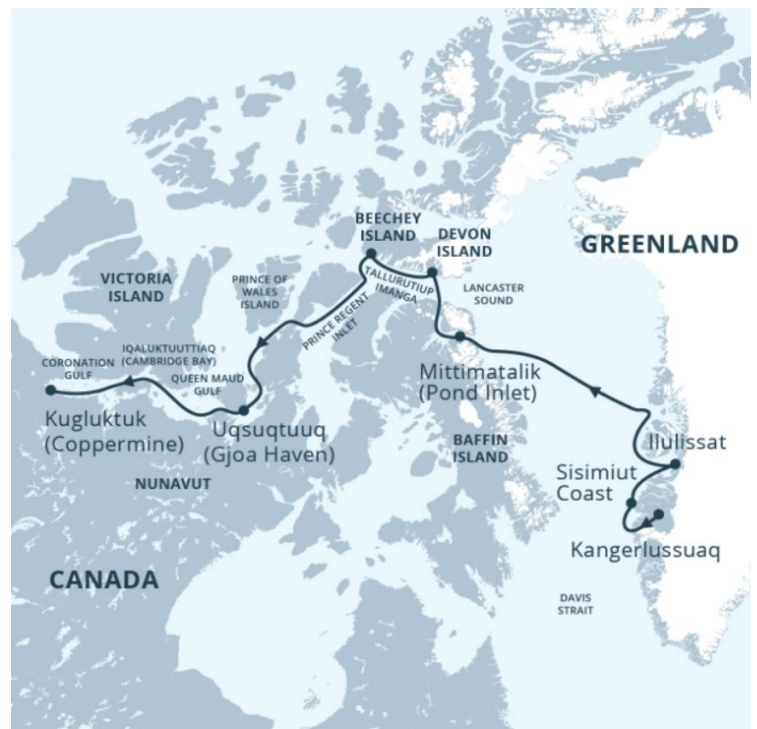 BEECHEY
ISLAND
DEVON
ISLAND
GREENLAND
VICTORIA
ISLAND
PRINCE OF
WALES
ISLAND
TALLURUTIUP
IMANGA
LANCASTER
SOUND
PRINCE REGENT
INLET
IQALUKTUUTTIAQ
(CAMBRIDGE BAY)
CORONATION
GULF
QUEEN MAUD
GULF
Mittimatalik
(Pond Inlet)
Kugluktuk
(Coppermine)
Uqsuqtuuq
(Gjoa Haven)
BAFFIN
ISLAND
Ilulissat
Sisimiut
Coast
NUNAVUT
Kangerlussuaq
CANADA
DAVIS
STRAIT